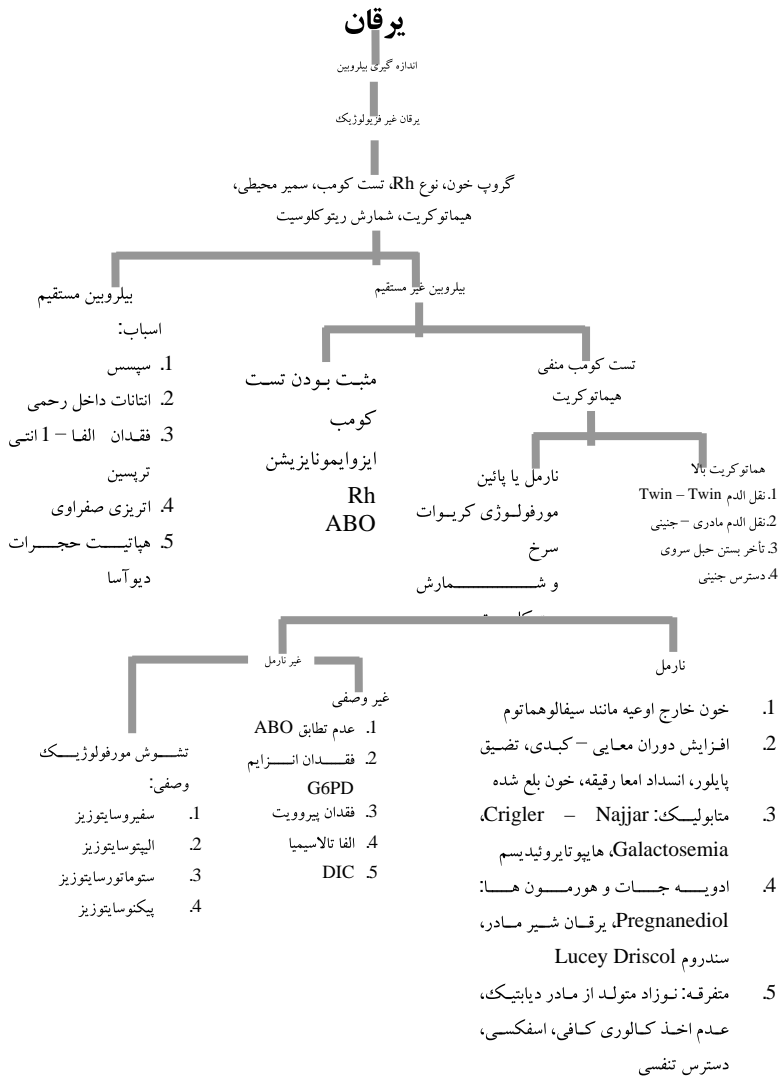 یرقان
اندازه گیری بیلروبین
یرقان غیر فزیولوژیک
گروپ خون، نوع Rh، تست کومب، سمیر محیطی،
هیماتوکریت، شمارش ریتوکلوسیت
بیلروبین مستقیم
اسباب:
1. سپسس
2. انتانات داخل رحمی
3. فقدان الفا – 1 انتی
تریپسین
4. اتریزی صفراوی
5. هپاتیت حجرات
دیوآسا
بیلروبین غیر مستقیم
مثبت بودن تست
کومب
ایزوایمونایزیشن
Rh
ABO
تست کومب منفی
هیماتوکریت
نارمل یا پائین
مورفولوژی کریوات
سرخ
و شمارش
هماتوکریت بالا
1. نقل الدم Twin – Twin
2. نقل الدم مادری – جنینی
3. تأخر بستن حبل سروی
4. دسترس جنینی
غیر نارمل
تشوش مورفولوژیک
وصفی:
1. سفیروسایتوزیز
2. الیپتوسایتوزیز
3. ستوماتورسایتوزیز
4. پیکنوسایتوزیز
غیر وصفی
1. عدم تطابق ABO
2. فقدان انزایم
G6PD
3. فقدان پیروویت
4. الفا تالاسیمیا
5. DIC
نارمل
1. خون خارج اوعیه مانند سیفالوهماتوم
2. افزایش دوران معایی – کبدی، تضیق
پایلور، انسداد امعا رقیقه، خون بلع شده
3. متابولیک: Crigler – Najjar،
Galactosemia، هایپوتایروئیدیسم
4. ادویه جات و هورمون ها:
Pregnanediol، یرقان شیر مادر،
سندروم Lucey Driscol
5. متفرقه: نوزاد متولد از مادر دیابتیک،
عدم اخذ کالوری کافی، اسفکسی،
دسترس تنفسی